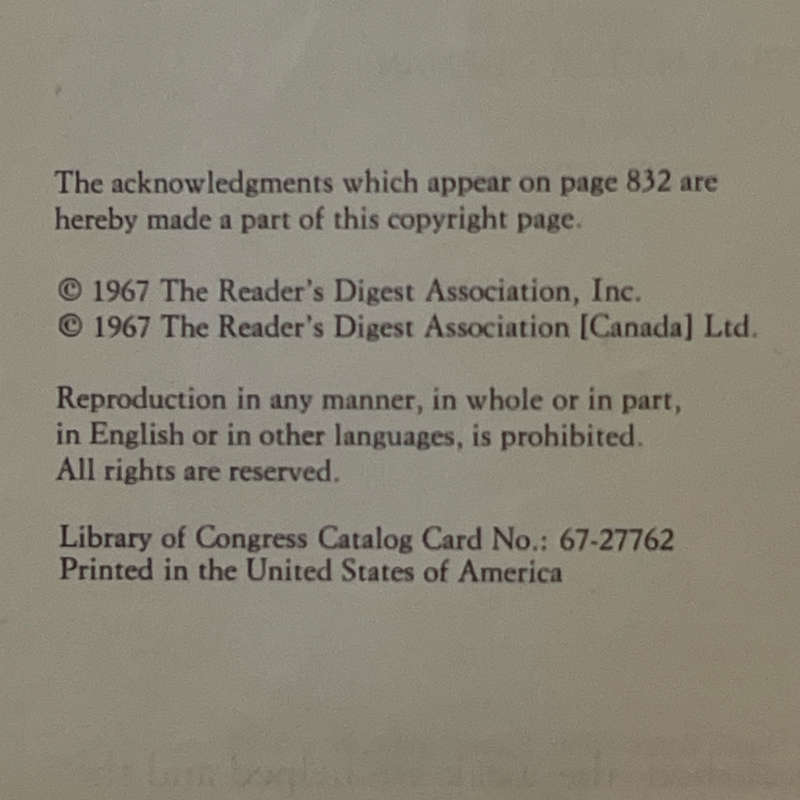 The acknowledgments which appear on page 832 are
hereby made a part of this copyright page.
© 1967 The Reader's Digest Association, Inc.
© 1967 The Reader's Digest Association [Canada] Ltd.
Reproduction in any manner, in whole or in part,
in English or in other languages, is prohibited.
All rights are reserved.
Library of Congress Catalog Card No.: 67-27762
Printed in the United States of America